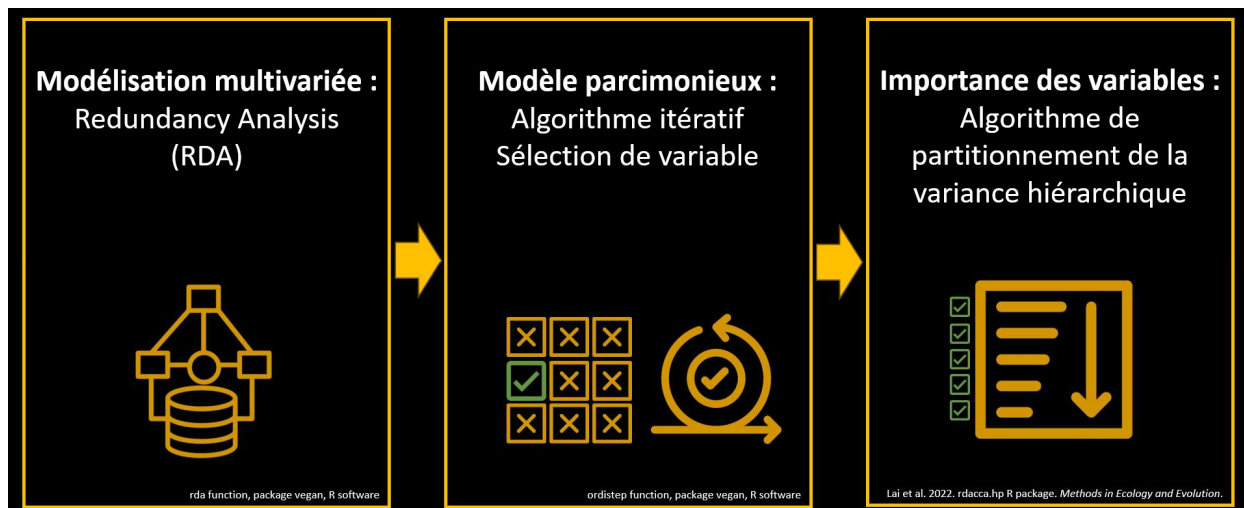 Modélisation multivariée :
Redundancy Analysis
(RDA)
rda function, package vegan, R software
Modèle parcimonieux :
Algorithme itératif
Sélection de variable
ordistep function, package vegan, R software
Importance des variables :
Algorithme de
partitionnement de la
variance hiérarchique
Lai et al. 2022. rdacca.hp R package. Methods in Ecology and Evolution.